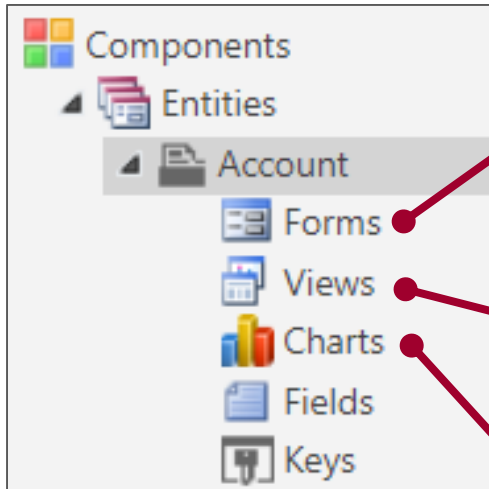 Components
Entities
Account
Forms
Views
Charts
Fields
Keys